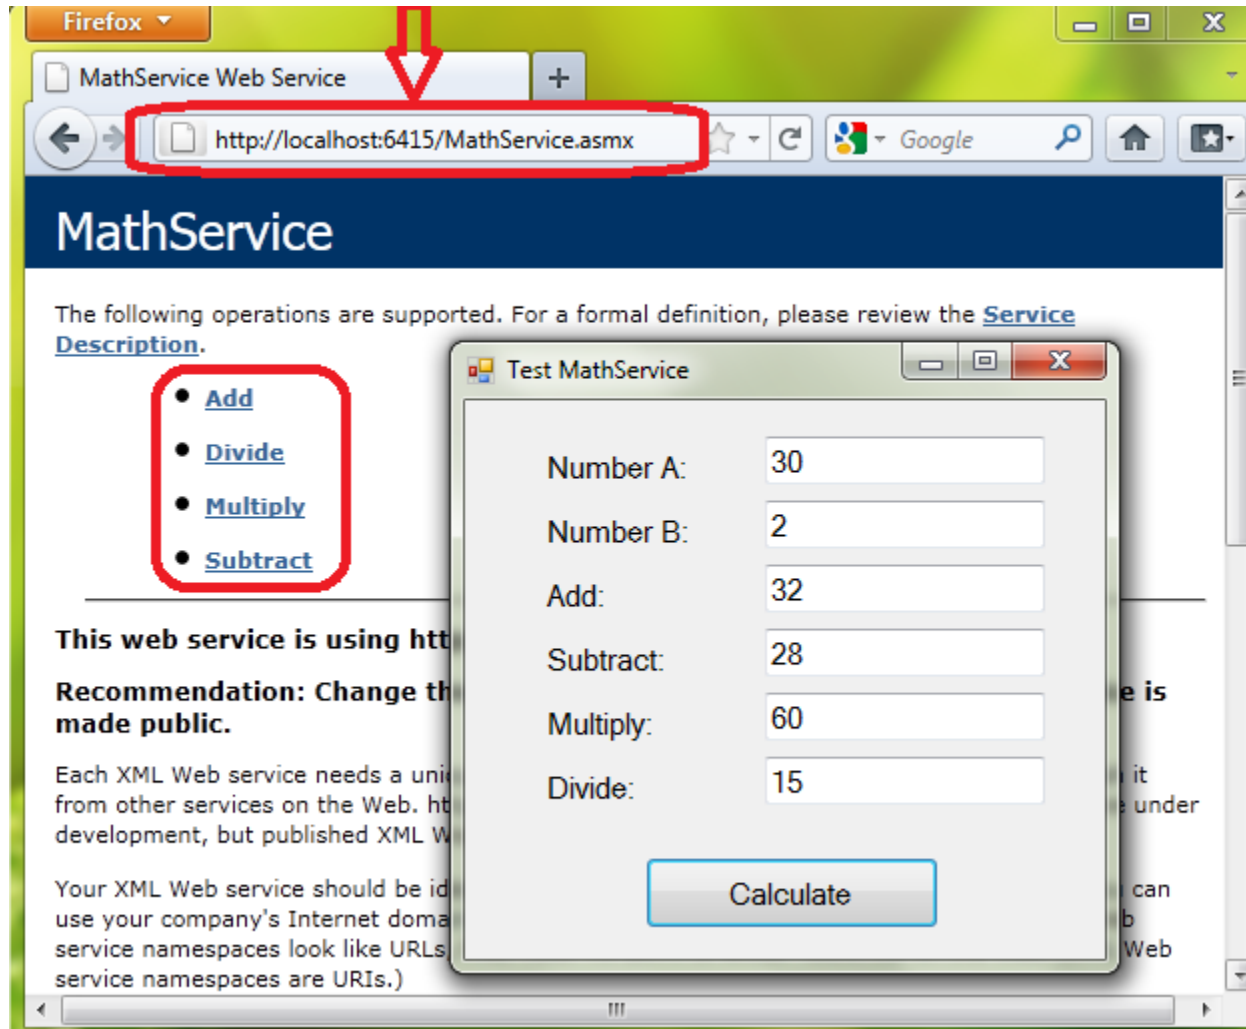 Firefox
MathService Web Service
http://localhost:6415/MathService.asmx
Google
MathService
The following operations are supported. For a formal definition, please review the Service
Description.
Add
Divide
Multiply
Subtract
This web service is using htt
Recommendation: Change th
e is
made public.
Each XML Web service needs a uni
it
from other services on the Web. ht
e under
development, but published XML W
Your XML Web service should be id
can
use your company's Internet doma
b
service namespaces look like URLs,
Web
service namespaces are URIs.)
Test MathService
Number A:
30
Number B:
2
Add:
32
Subtract:
28
Multiply:
60
Divide:
15
Calculate